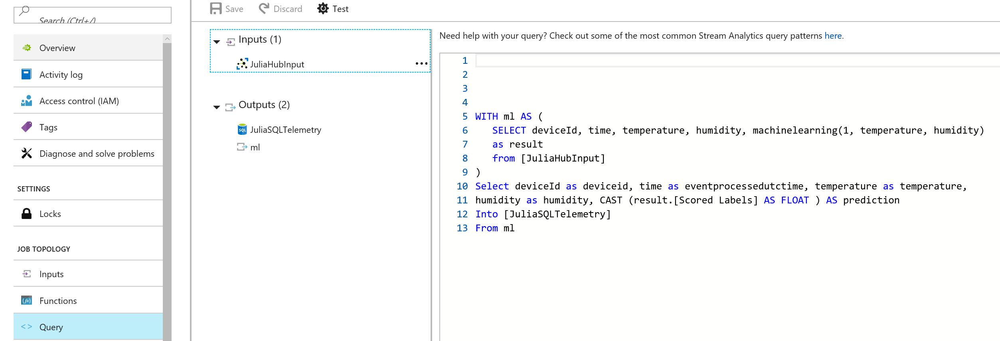 Search (Ctrl+/)
Overview
Activity log
Access control (IAM)
Tags
Diagnose and solve problems
SETTINGS
Locks
JOB TOPOLOGY
Inputs
Functions
Query
Save Discard Test
Inputs (1)
JuliaHubInput
Outputs (2)
SQL JuliaSQLTelemetry
ml
Need help with your query? Check out some of the most common Stream Analytics query patterns here.
1
2
3
4
5 WITH ml AS (
6 SELECT deviceId, time, temperature, humidity, machinelearning(1, temperature, humidity)
7 as result
8 from [JuliaHubInput]
9 )
10 Select deviceId as deviceid, time as eventprocessedutctime, temperature as temperature,
11 humidity as humidity, CAST (result.[Scored Labels] AS FLOAT ) AS prediction
12 Into [JuliaSQLTelemetry]
13 From ml